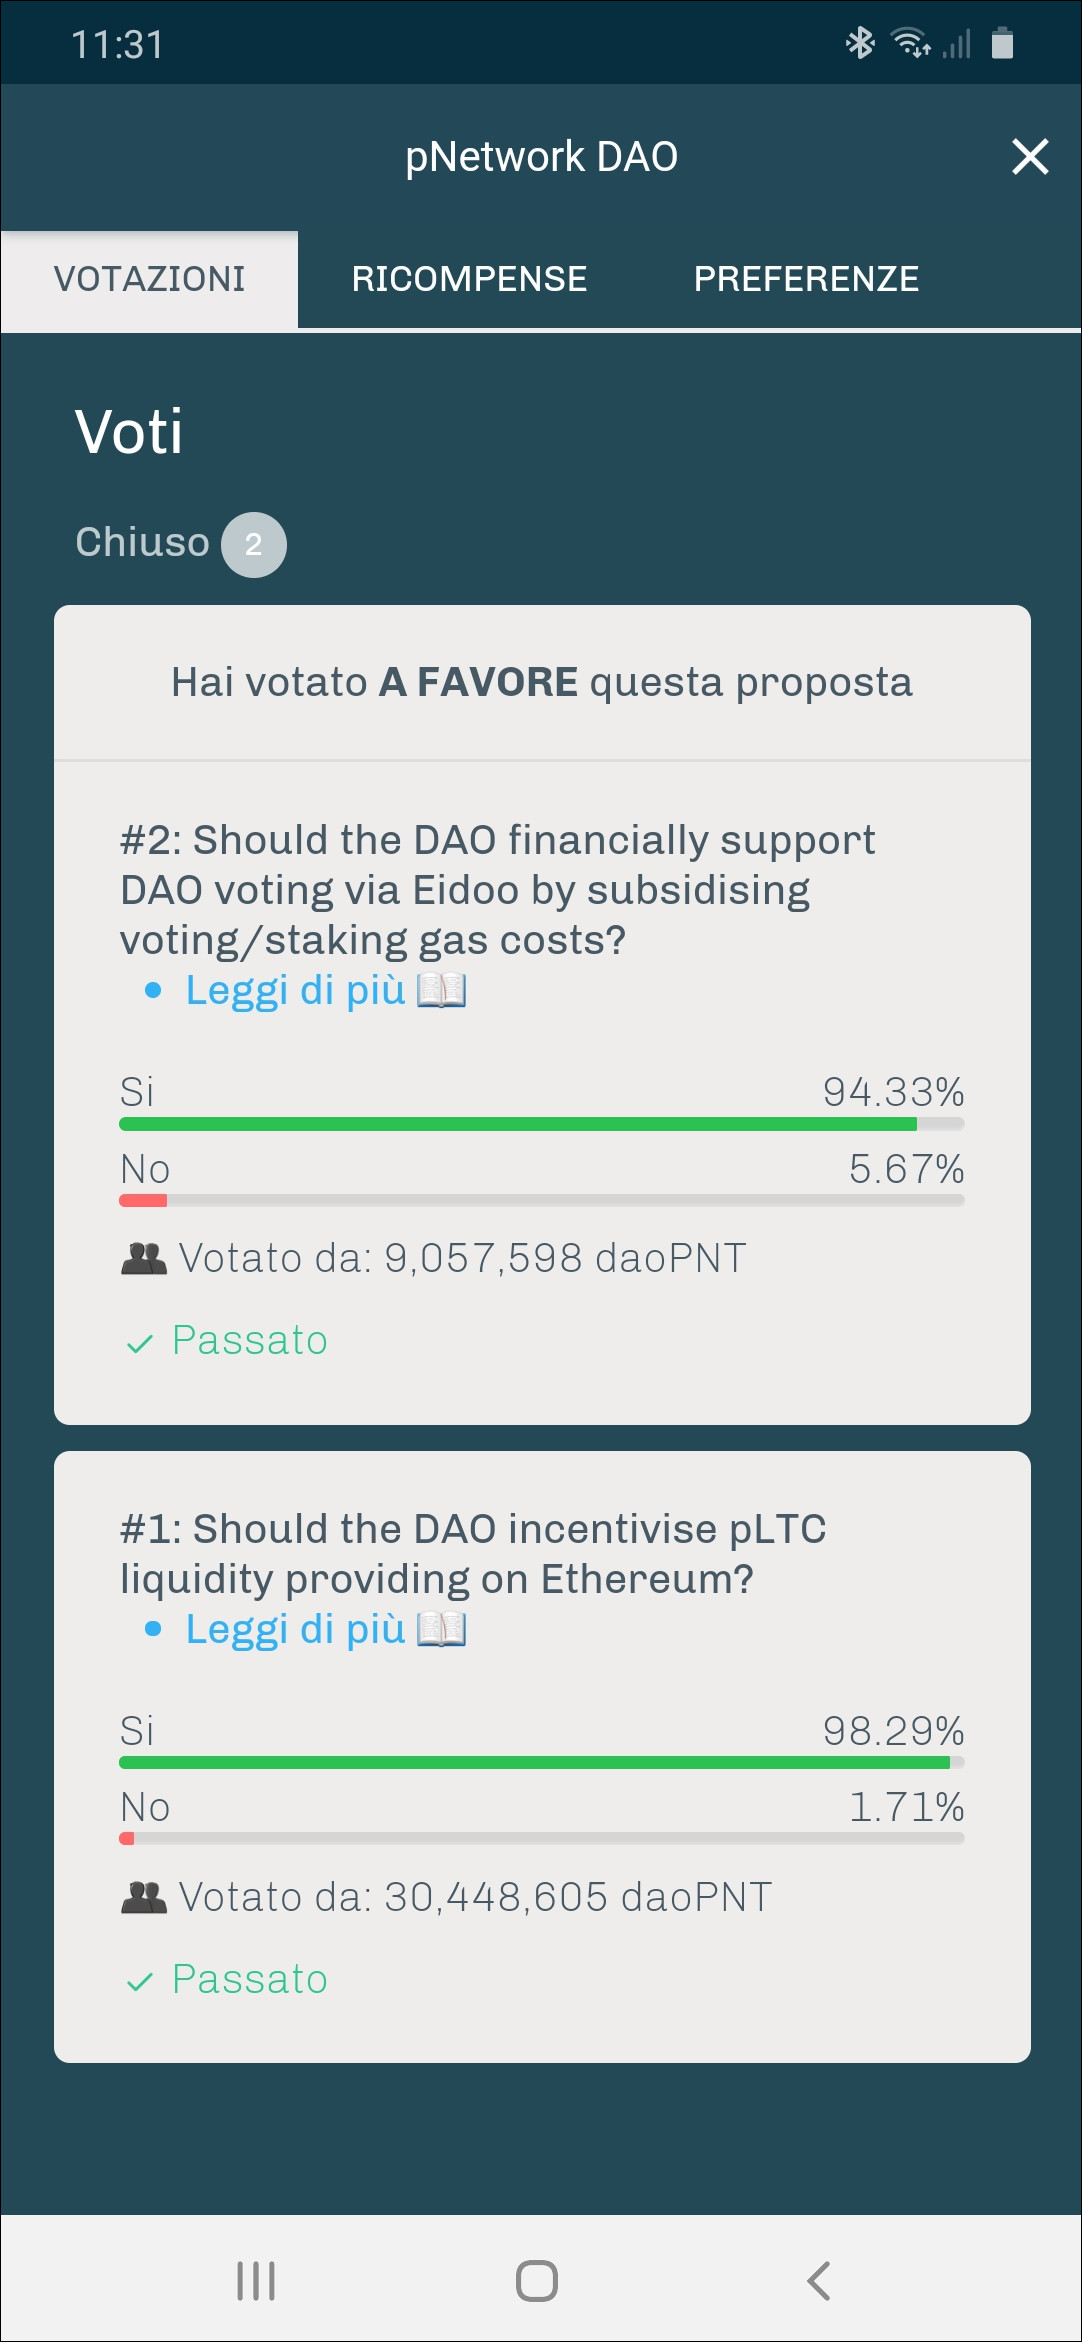 11:31
pNetwork DAO
VOTAZIONI RICOMPENSE PREFERENZE
Voti
Chiuso 2
Hai votato A FAVORE questa proposta
#2: Should the DAO financially support
DAO voting via Eidoo by subsidising
voting/staking gas costs?
• Leggi di più 📖
Si 94.33%
No 5.67%
👥 Votato da: 9,057,598 daoPNT
✓ Passato
#1: Should the DAO incentivise pLTC
liquidity providing on Ethereum?
• Leggi di più 📖
Si 98.29%
No 1.71%
👥 Votato da: 30,448,605 daoPNT
✓ Passato